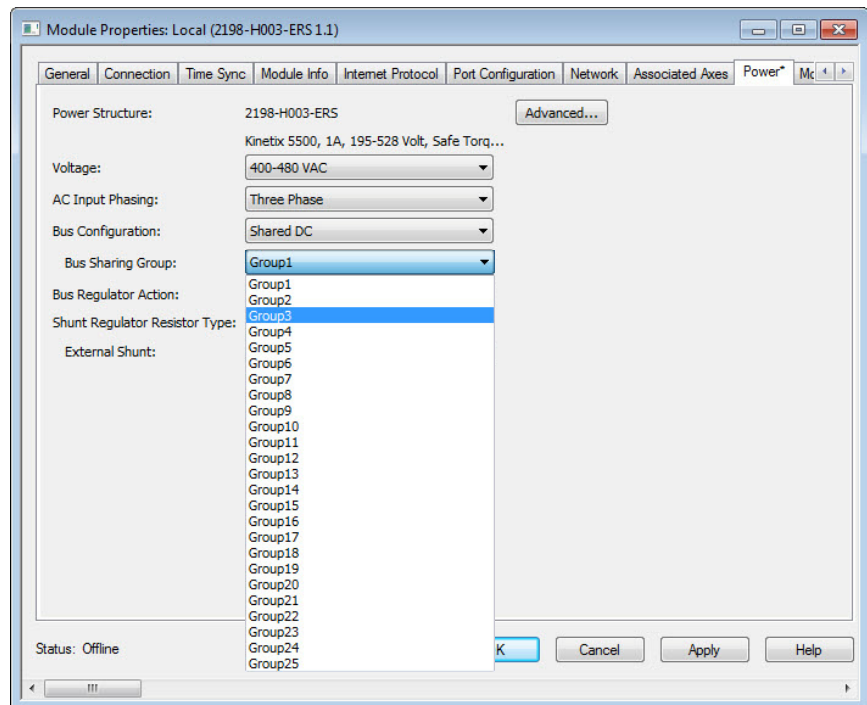 Module Properties: Local (2198-H003-ERS 1.1)
General Connection Time Sync Module Info Internet Protocol Port Configuration Network Associated Axes Power*
Power Structure: 2198-H003-ERS Advanced...
Kinetix 5500, 1A, 195-528 Volt, Safe Torq...
Voltage: 400-480 VAC
AC Input Phasing: Three Phase
Bus Configuration: Shared DC
Bus Sharing Group: Group1
Group1
Bus Regulator Action:
Group2
Group3
Shunt Regulator Resistor Type:
Group4
Group5
External Shunt:
Group6
Group7
Group8
Group9
Group10
Group11
Group12
Group13
Group14
Group15
Group16
Group17
Group18
Group19
Group20
Group21
Group22
Group23
Status: Offline
Group24
K Cancel Apply Help
Group25